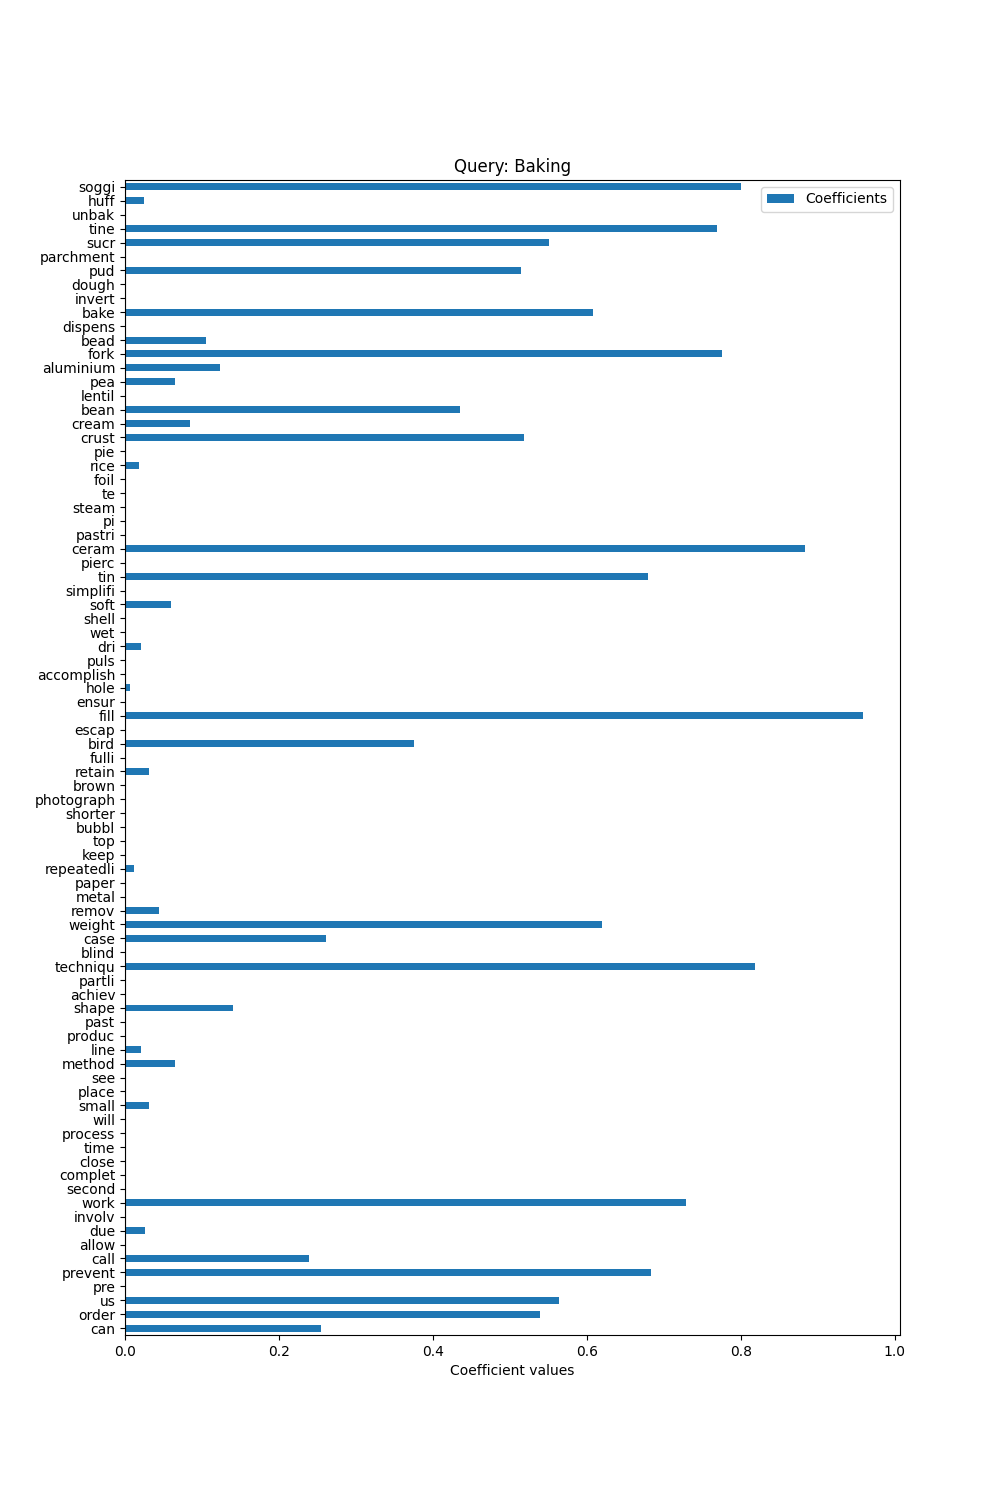 Query: Baking
Coefficients
soggi
huff
unbak
tine
sucr
parchment
pud
dough
invert
bake
dispens
bead
fork
aluminium
pea
lentil
bean
cream
crust
pie
rice
foil
te
steam
pi
pastri
ceram
pierc
tin
simplifi
soft
shell
wet
dri
puls
accomplish
hole
ensur
fill
escap
bird
fulli
retain
brown
photograph
shorter
bubbl
top
keep
repeatedli
paper
metal
remov
weight
case
blind
techniqu
partli
achiev
shape
past
produc
line
method
see
place
small
will
process
time
close
complet
second
work
involv
due
allow
call
prevent
pre
us
order
can
0.0 0.2 0.4 0.6 0.8 1.0
Coefficient values